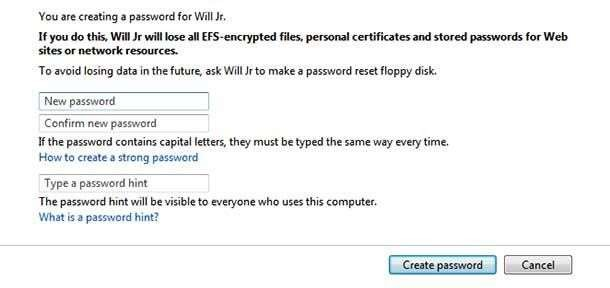 You are creating a password for Will Jr.
If you do this, Will Jr will lose all EFS-encrypted files, personal certificates and stored passwords for Web
sites or network resources.
To avoid losing data in the future, ask Will Jr to make a password reset floppy disk.
New password
Confirm new password
If the password contains capital letters, they must be typed the same way every time.
How to create a strong password
Type a password hint
The password hint will be visible to everyone who uses this computer.
What is a password hint?
Create password
Cancel